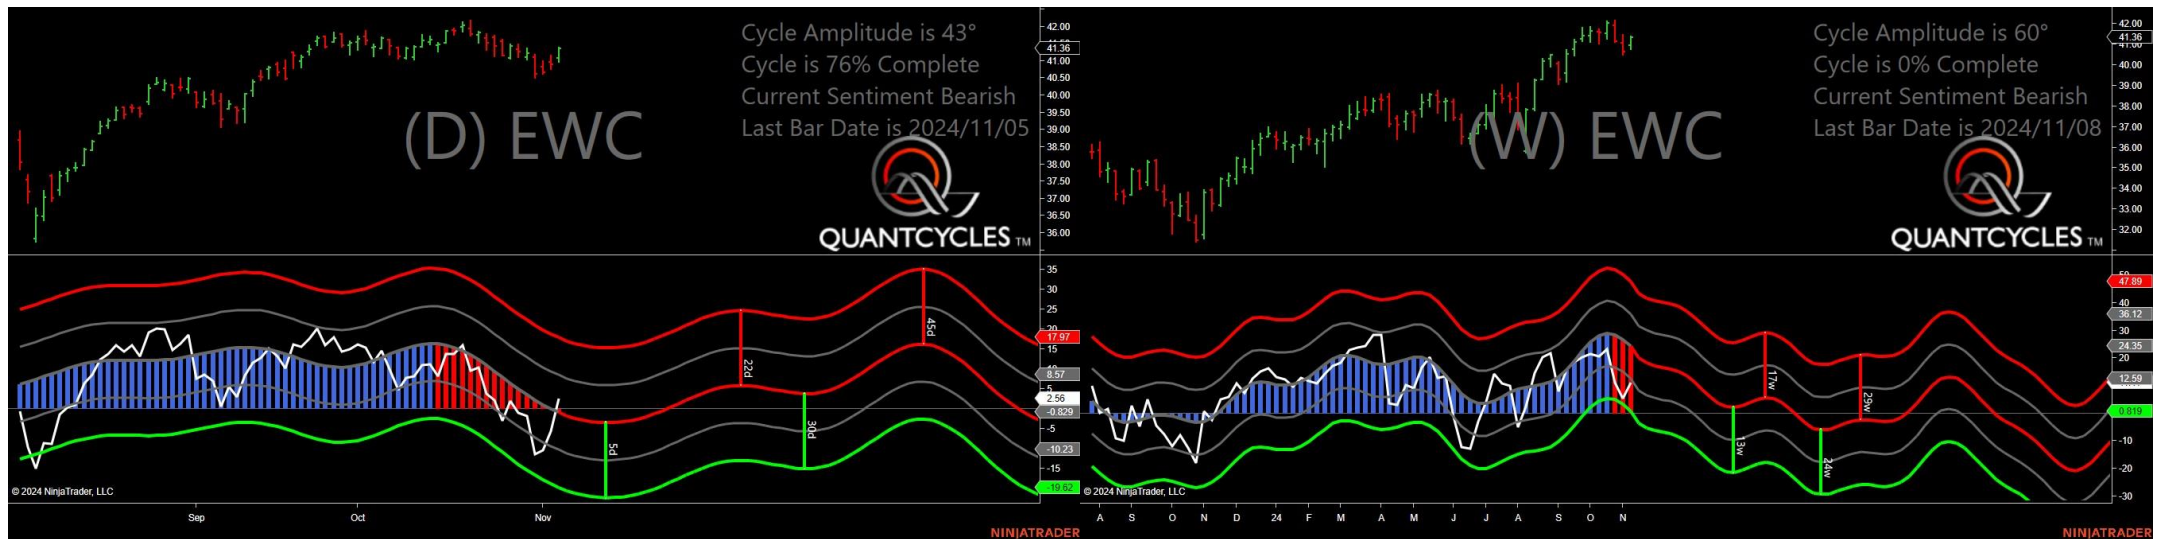 Cycle Amplitude is 43°
Cycle is 76% Complete
Current Sentiment Bearish
Last Bar Date is 2024/11/05
(D) EWC
QUANTCYCLES TM
42.00
41.36
41.00
40.50
40.00
39.50
39.00
38.50
38.00
37.50
37.00
36.50
36.00
35
30
25
20
17.97
15
8.57
5
2.56
-0.829
-5
-10.23
-15
-19.62
22d
45d
5d
30d
© 2024 NinjaTrader, LLC
Sep Oct Nov
NINJATRADER
Cycle Amplitude is 60°
Cycle is 0% Complete
Current Sentiment Bearish
Last Bar Date is 2024/11/08
(W) EWC
QUANTCYCLES TM
42.00
41.36
41.00
40.00
39.00
38.00
37.00
36.00
35.00
34.00
33.00
32.00
47.89
40
36.12
30
24.35
20
12.59
0.819
-10
-20
-30
17w
29w
13w
24w
© 2024 NinjaTrader, LLC
A S O N D 24 F M A M J J A S O N
NINJATRADER